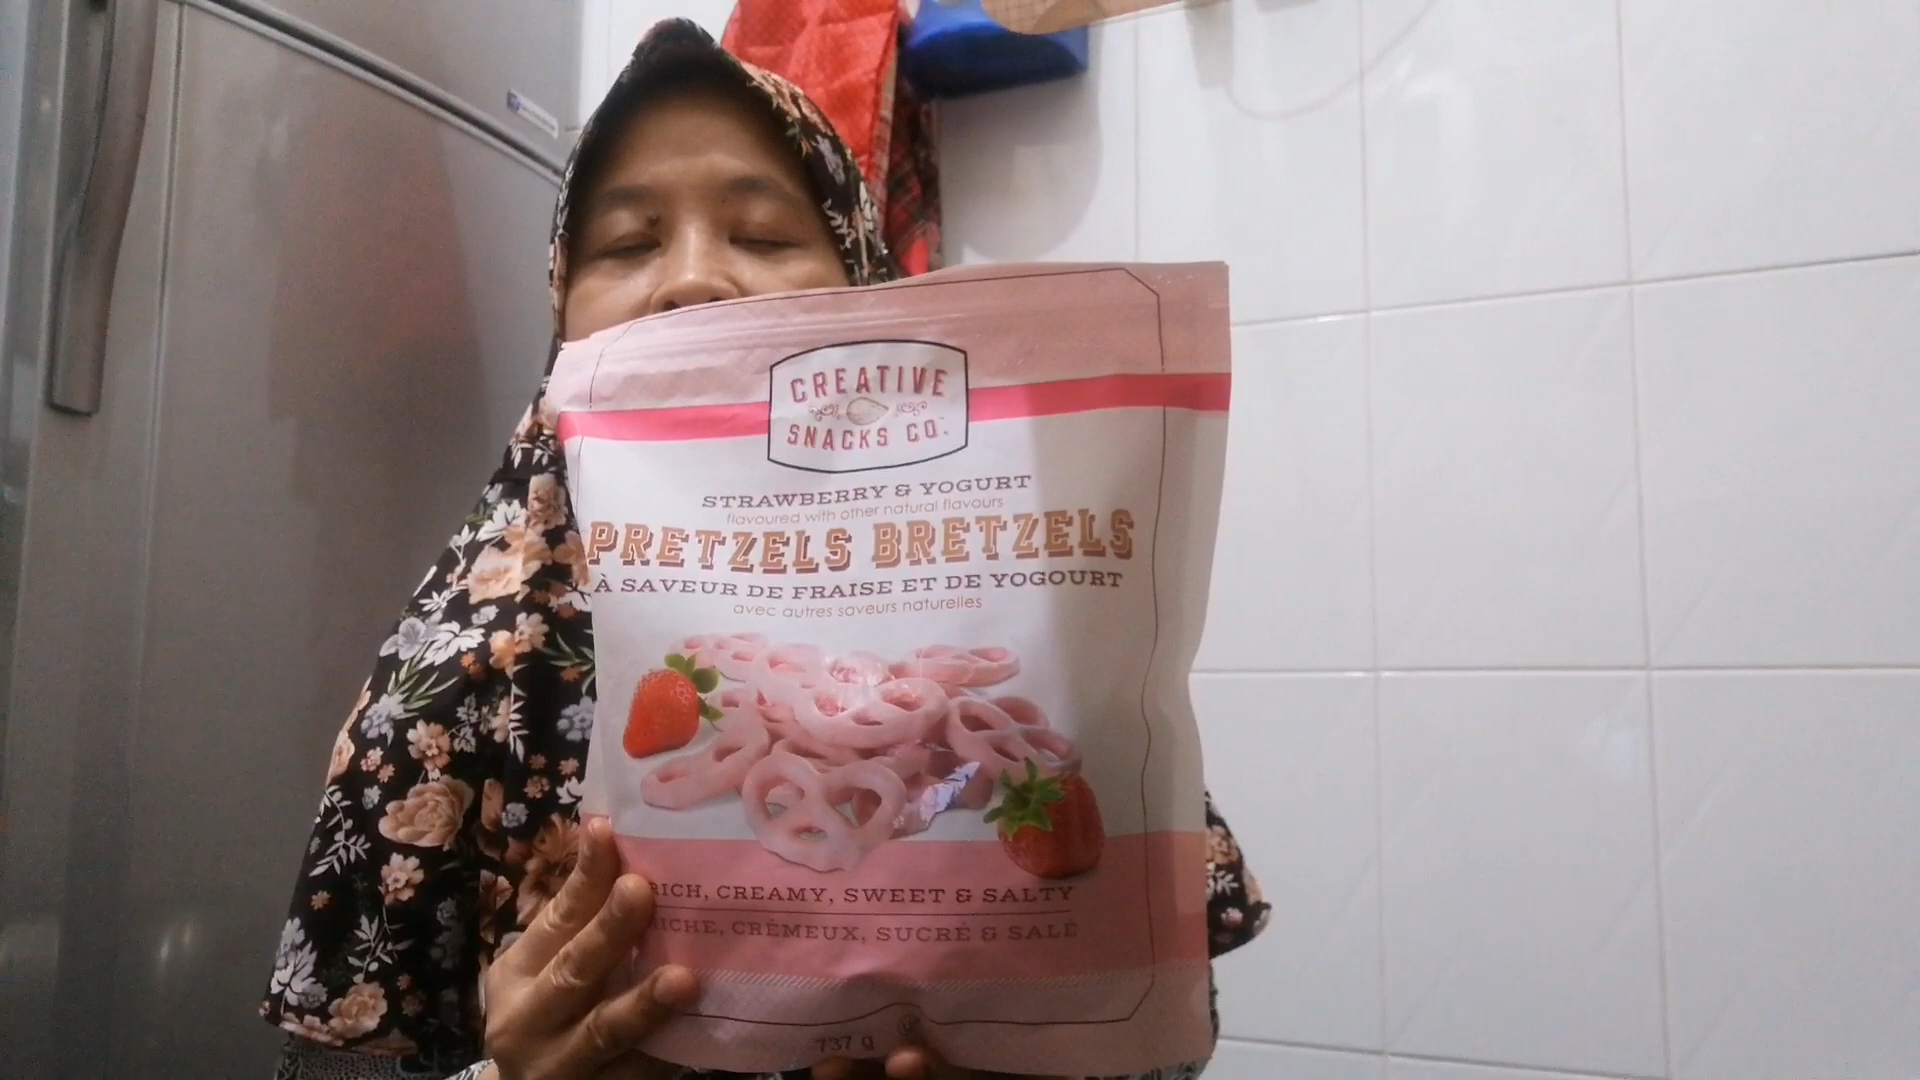 CREATIVE
SNACKS CO.
STRAWBERRY & YOGURT
flavoured with other natural flavours
PRETZELS BRETZELS
À SAVEUR DE FRAISE ET DE YOGOURT
avec autres saveurs naturelles
RICH, CREAMY, SWEET & SALTY
RICHE, CRÉMEUX, SUCRÉ & SALÉ
737 g